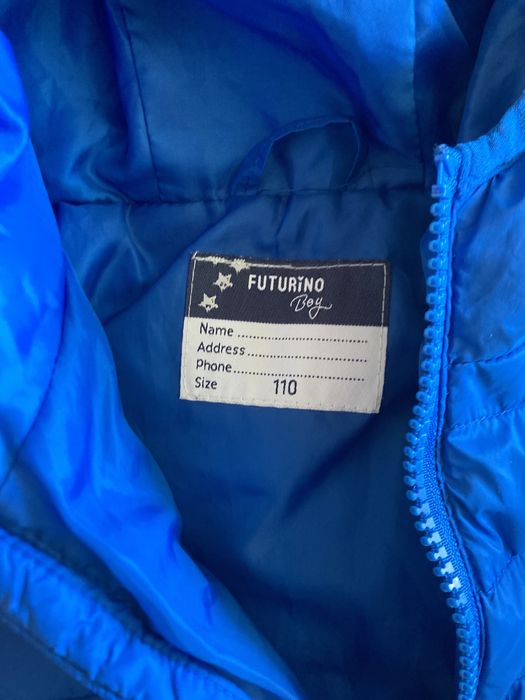 FUTURiNO
Boy
Name ........................
Address........................
Phone........................
Size 110